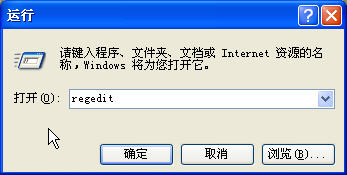 运行
请键入程序、文件夹、文档或 Internet 资源的名
称,Windows 将为您打开它。
打开(O): regedit
确定 取消 浏览(B)...